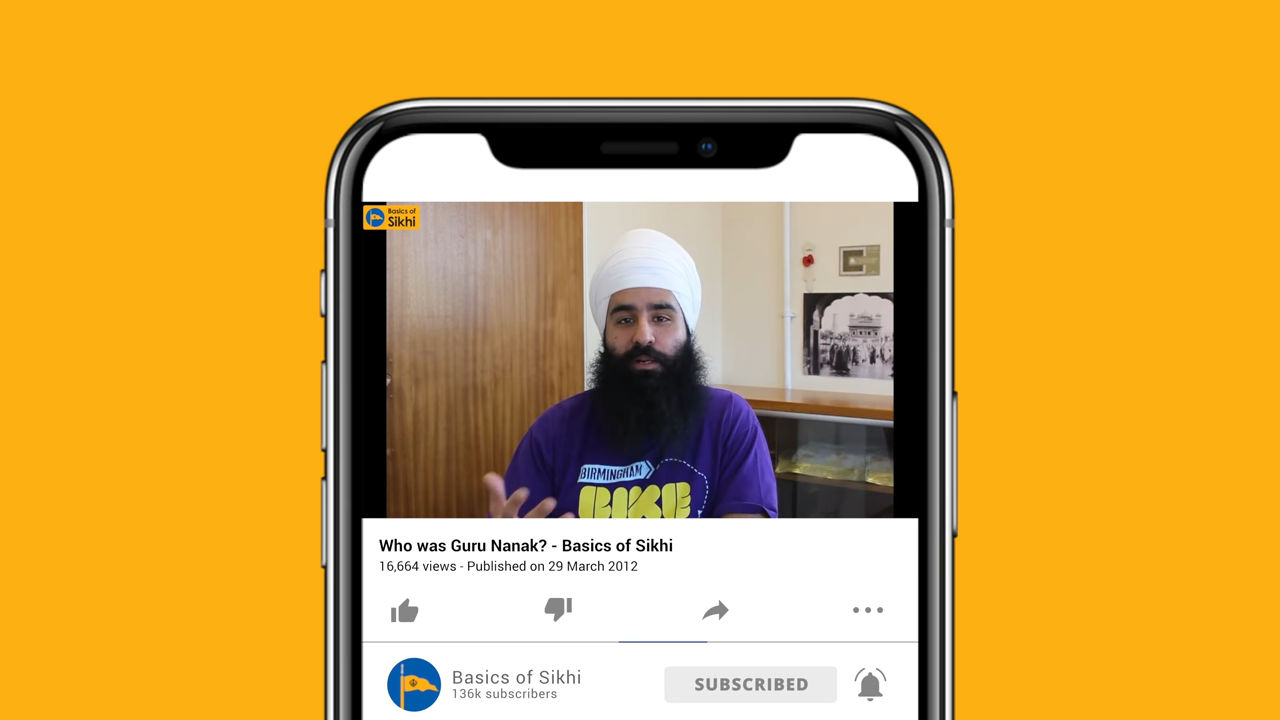 Basics of
Sikhi
BIRMINGHAM
BIKE
Who was Guru Nanak? - Basics of Sikhi
16,664 views - Published on 29 March 2012
Basics of Sikhi
136k subscribers
SUBSCRIBED